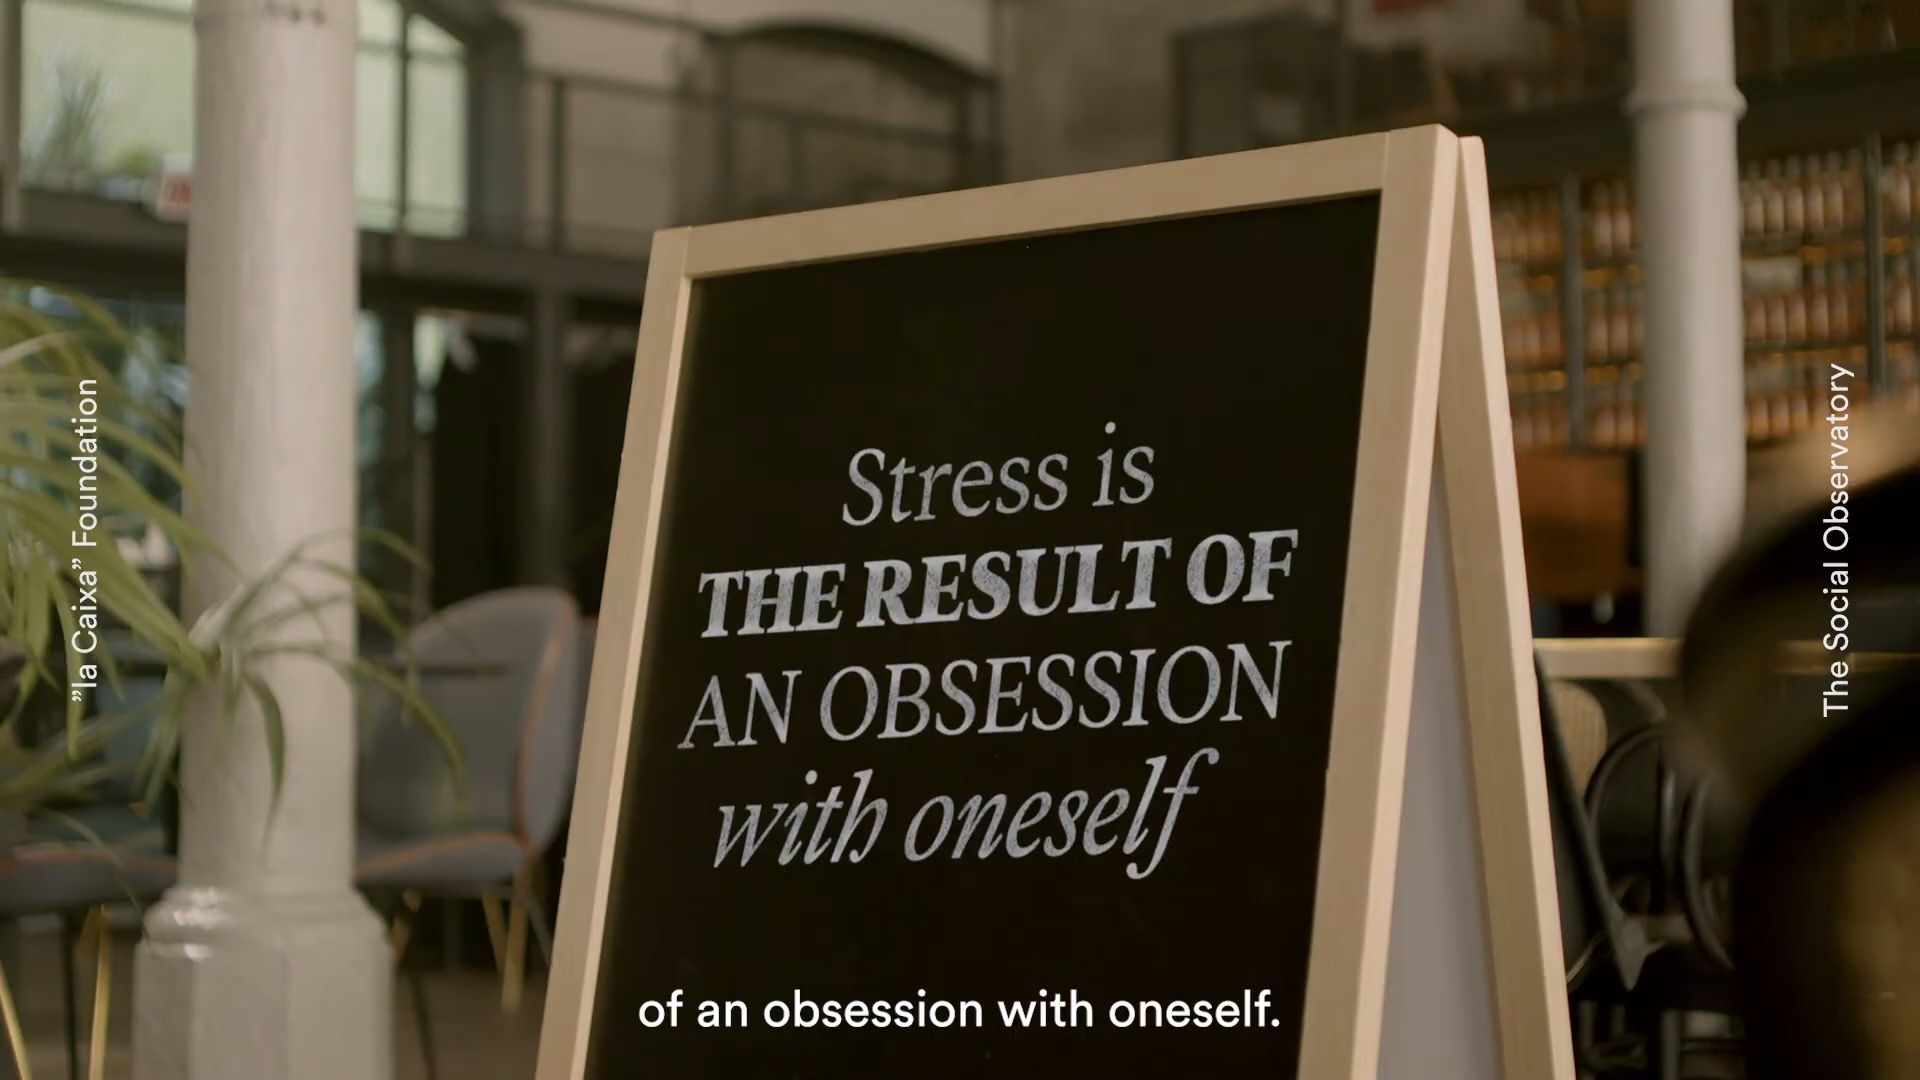 "la Caixa" Foundation
Stress is
THE RESULT OF
AN OBSESSION
with oneself
of an obsession with oneself.
The Social Observatory